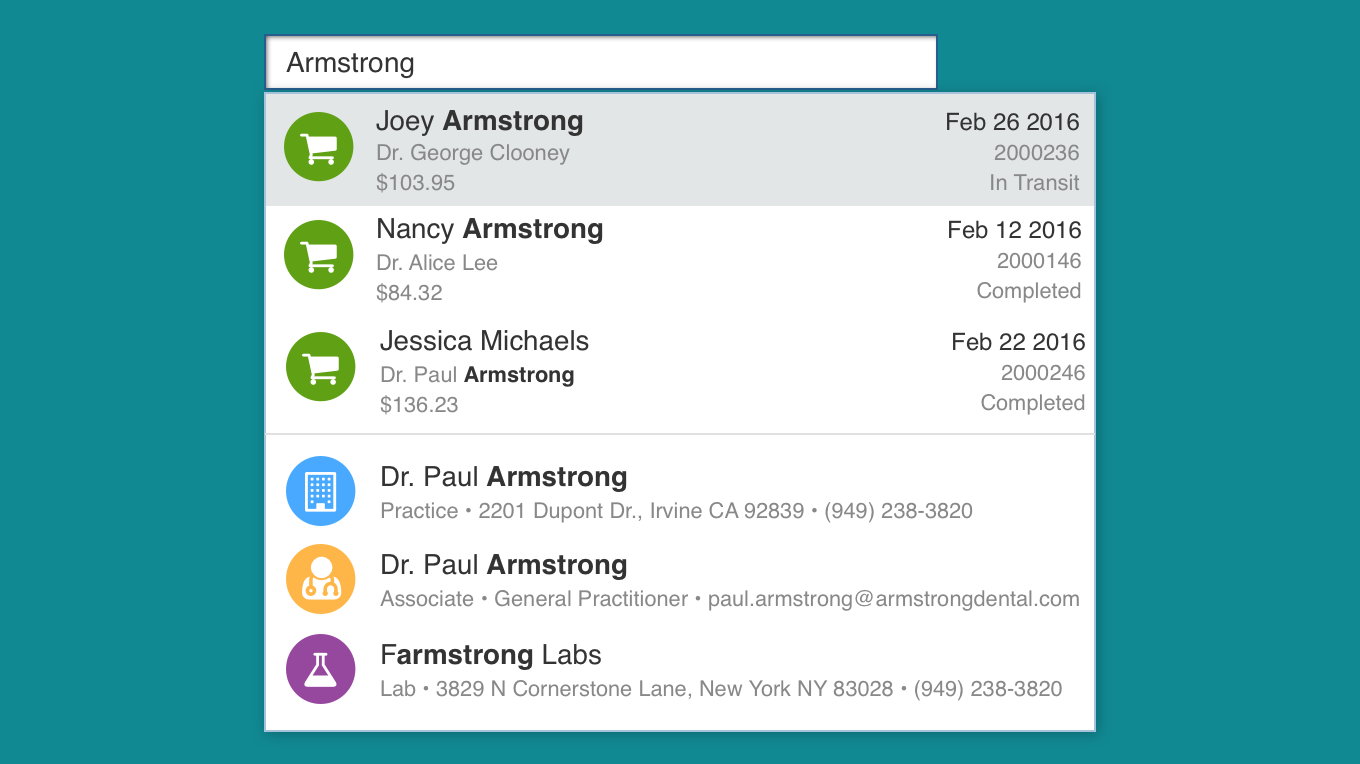 Armstrong
Joey Armstrong
Feb 26 2016
Dr. George Clooney
2000236
$103.95
In Transit
Nancy Armstrong
Feb 12 2016
Dr. Alice Lee
2000146
$84.32
Completed
Jessica Michaels
Feb 22 2016
Dr. Paul Armstrong
2000246
$136.23
Completed
Dr. Paul Armstrong
Practice • 2201 Dupont Dr., Irvine CA 92839 • (949) 238-3820
Dr. Paul Armstrong
Associate • General Practitioner • paul.armstrong@armstrongdental.com
Farmstrong Labs
Lab • 3829 N Cornerstone Lane, New York NY 83028 • (949) 238-3820